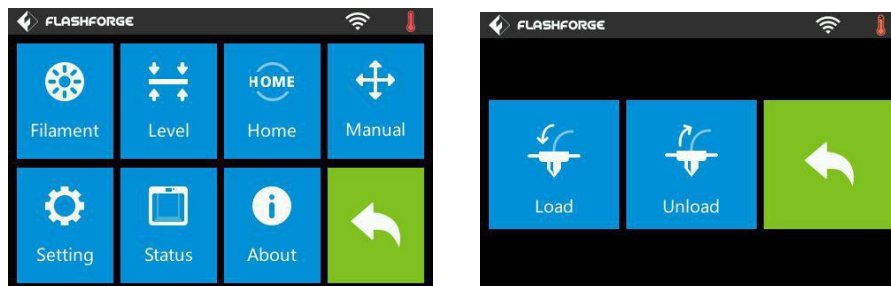 FLASHFORGE
Filament Level HOME Home Manual
Setting Status About
FLASHFORGE
Load Unload